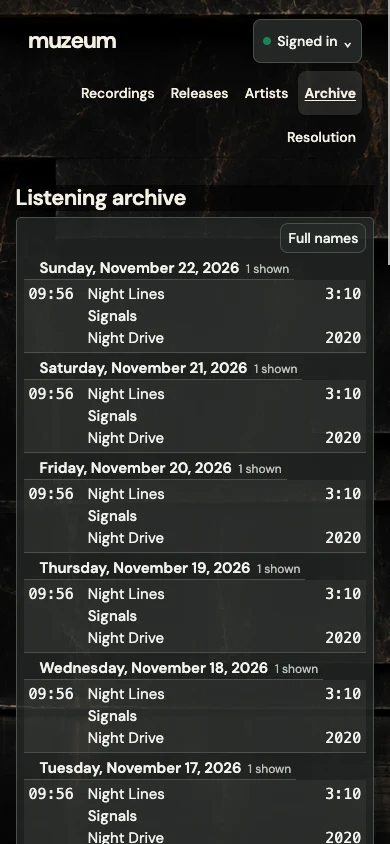 muzeum
Signed in
Recordings Releases Artists Archive
Resolution
Listening archive
Full names
Sunday, November 22, 2026 1 shown
09:56 Night Lines 3:10
Signals
Night Drive 2020
Saturday, November 21, 2026 1 shown
09:56 Night Lines 3:10
Signals
Night Drive 2020
Friday, November 20, 2026 1 shown
09:56 Night Lines 3:10
Signals
Night Drive 2020
Thursday, November 19, 2026 1 shown
09:56 Night Lines 3:10
Signals
Night Drive 2020
Wednesday, November 18, 2026 1 shown
09:56 Night Lines 3:10
Signals
Night Drive 2020
Tuesday, November 17, 2026 1 shown
09:56 Night Lines 3:10
Signals
Night Drive 2020